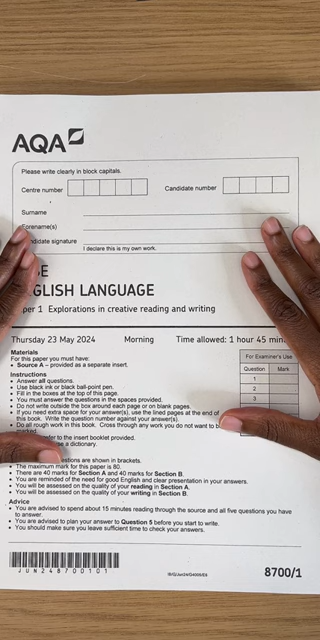 AQA
Please write clearly in block capitals.
Centre number
Candidate number
Surname
Forename(s)
Candidate signature
I declare this is my own work.
E
GLISH LANGUAGE
per 1 Explorations in creative reading and writing
Thursday 23 May 2024 Morning Time allowed: 1 hour 45 min
Materials
For this paper you must have:
• Source A – provided as a separate insert.
Instructions
• Answer all questions.
• Use black ink or black ball-point pen.
• Fill in the boxes at the top of this page.
• You must answer the questions in the spaces provided.
• Do not write outside the box around each page or on blank pages.
• If you need extra space for your answer(s), use the lined pages at the end of
this book. Write the question number against your answer(s).
• Do all rough work in this book. Cross through any work you do not want to b
marked.
refer to the insert booklet provided.
a dictionary.
For Examiner's Use
Question Mark
1
2
3
estions are shown in brackets.
• The maximum mark for this paper is 80.
• There are 40 marks for Section A and 40 marks for Section B.
• You are reminded of the need for good English and clear presentation in your answers.
• You will be assessed on the quality of your reading in Section A.
• You will be assessed on the quality of your writing in Section B.
Advice
• You are advised to spend about 15 minutes reading through the source and all five questions you have
to answer.
• You are advised to plan your answer to Question 5 before you start to write.
• You should make sure you leave sufficient time to check your answers.
JUN248700101
8700/1